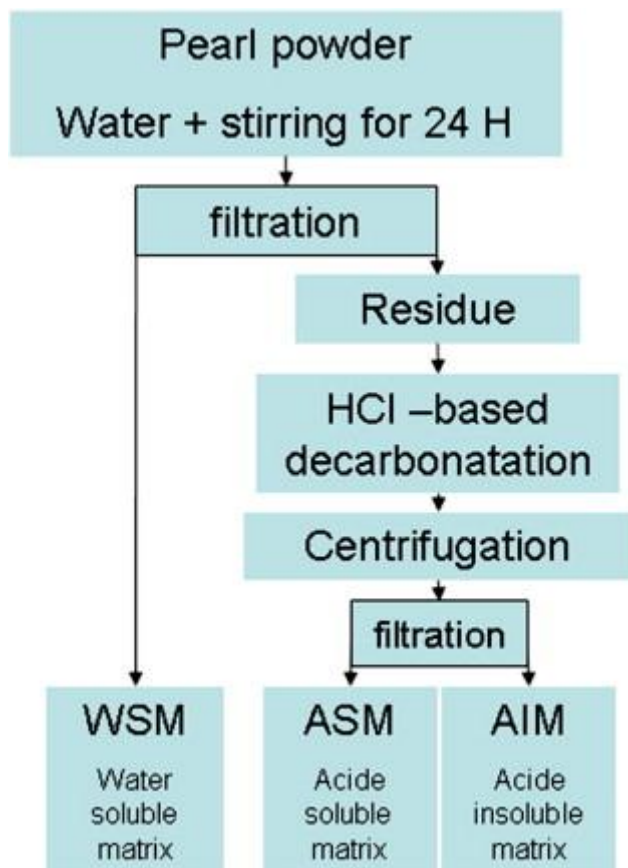 Pearl powder
Water + stirring for 24 H
filtration
Residue
HCl –based
decarbonatation
Centrifugation
filtration
WSM
Water
soluble
matrix
ASM
Acide
soluble
matrix
AIM
Acide
insoluble
matrix